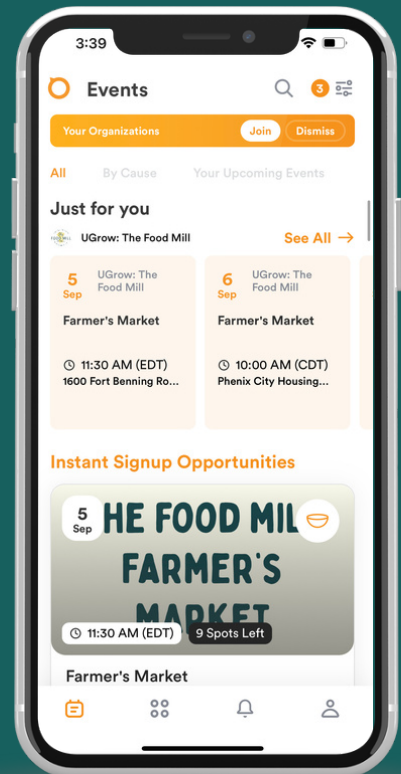 3:39
Events
3
Your Organizations
Join
Dismiss
All
By Cause
Your Upcoming Events
Just for you
UGrow: The Food Mill
See All →
5
Sep
UGrow: The
Food Mill
Farmer's Market
11:30 AM (EDT)
1600 Fort Benning Ro...
6
Sep
UGrow: The
Food Mill
Farmer's Market
10:00 AM (CDT)
Phenix City Housing...
Instant Signup Opportunities
5
Sep
HE FOOD MIL
FARMER'S
MARKET
11:30 AM (EDT)
9 Spots Left
Farmer's Market